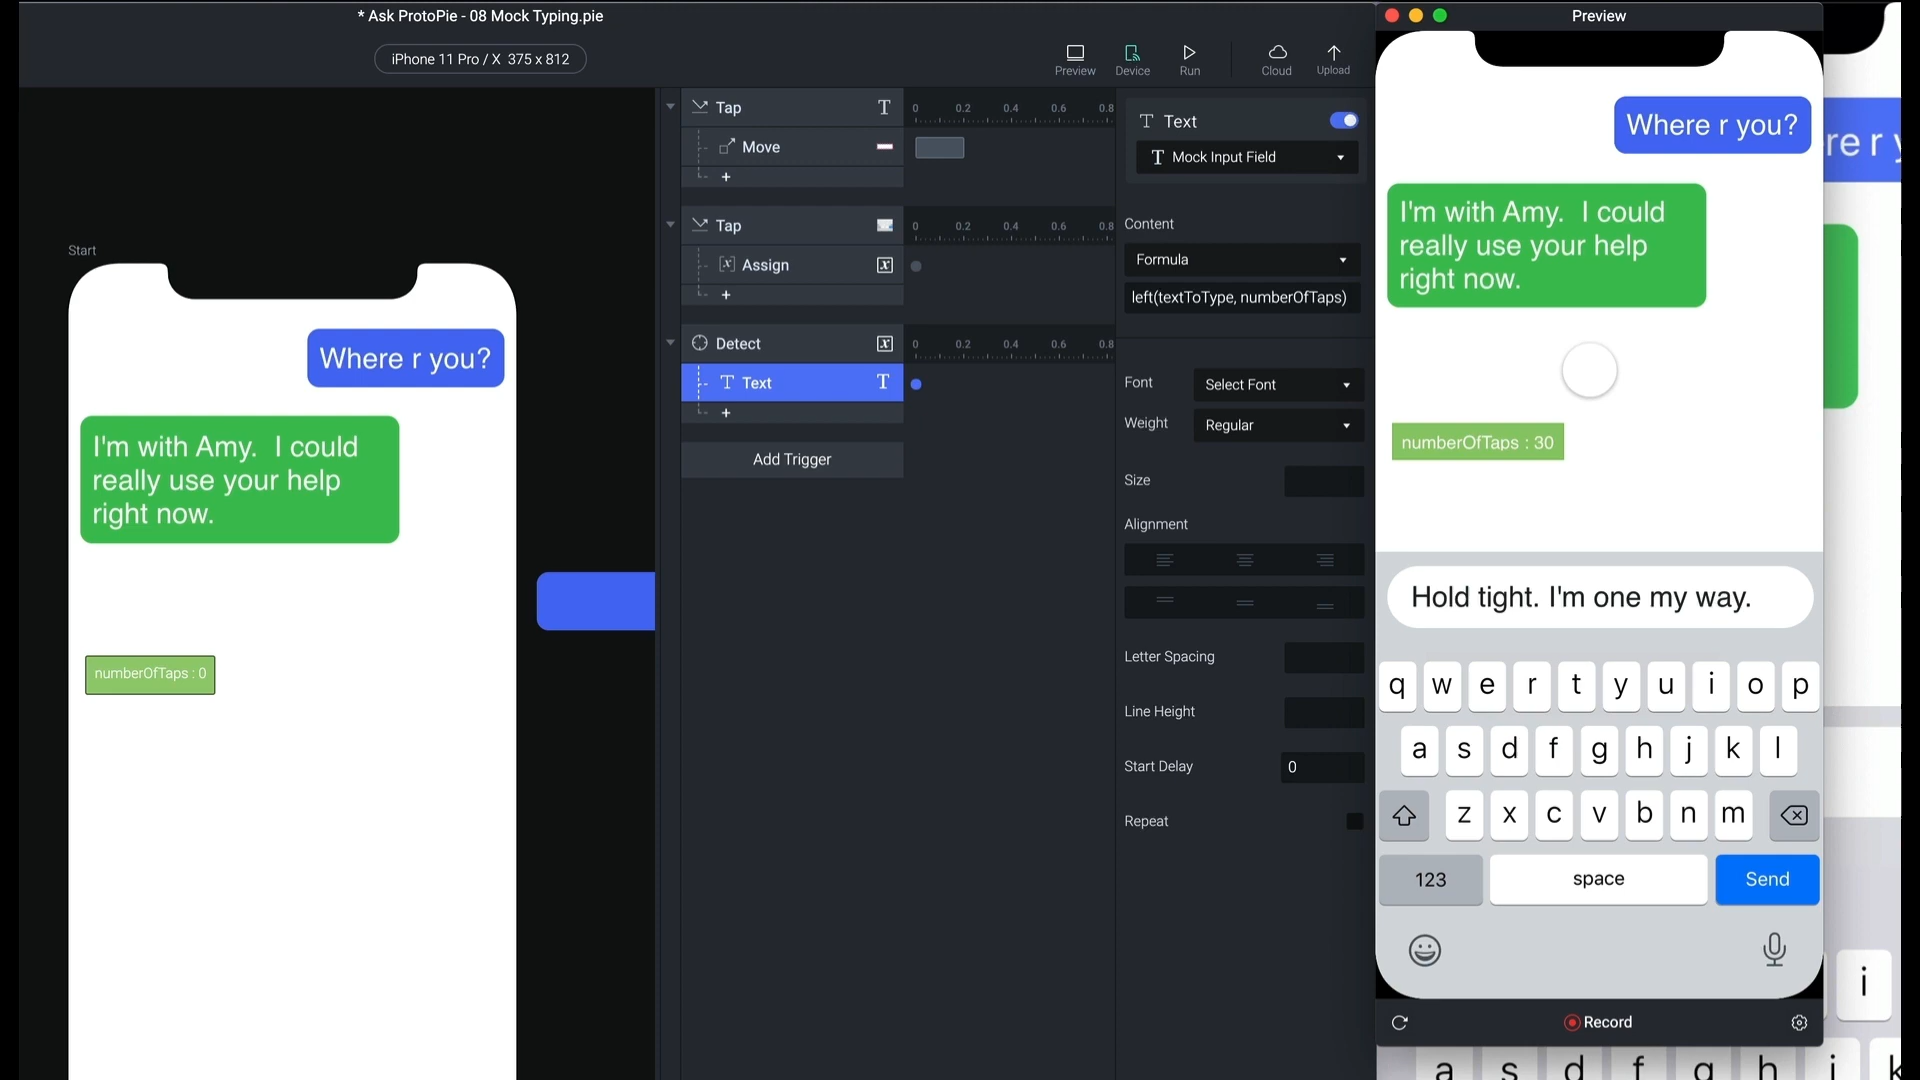 * Ask ProtoPie - 08 Mock Typing.pie
iPhone 11 Pro / X 375 x 812
Preview
Device
Run
Cloud
Upload
Start
Where r you?
I'm with Amy. I could
really use your help
right now.
numberOfTaps : 0
Tap
T
0 0.2 0.4 0.6 0.8
Move
+
Tap
0 0.2 0.4 0.6 0.8
Assign
+
Detect
0 0.2 0.4 0.6 0.8
Text
T
+
Add Trigger
Text
Mock Input Field
Content
Formula
left(textToType, numberOfTaps)
Font
Select Font
Weight
Regular
Size
Alignment
Letter Spacing
Line Height
Start Delay
0
Repeat
Preview
Where r you?
I'm with Amy. I could
really use your help
right now.
numberOfTaps : 30
Hold tight. I'm one my way.
q w e r t y u i o p
a s d f g h j k l
z x c v b n m
123
space
Send
Record
re r y
i
a s d f g h j k